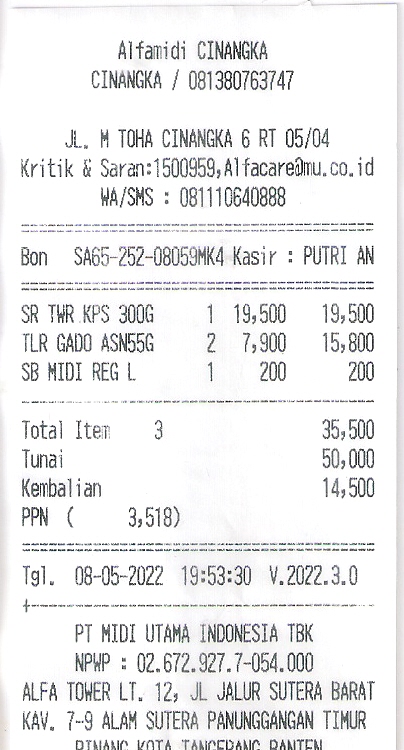 Alfamidi CINANGKA
CINANGKA / 081380763747
JL. M TOHA CINANGKA 6 RT 05/04
Kritik & Saran:1500959,Alfacare@mu.co.id
WA/SMS : 081110640888
Bon SA65-252-08059MK4 Kasir : PUTRI AN
SR TWR KPS 300G 1 19,500 19,500
TLR GADO ASN55G 2 7,900 15,800
SB MIDI REG L 1 200 200
Total Item 3 35,500
Tunai 50,000
Kembalian 14,500
PPN ( 3,518)
Tgl. 08-05-2022 19:53:30 V.2022.3.0
PT MIDI UTAMA INDONESIA TBK
NPWP : 02.672.927.7-054.000
ALFA TOWER LT. 12, JL JALUR SUTERA BARAT
KAV. 7-9 ALAM SUTERA PANUNGGANGAN TIMUR
PINANG KOTA TANGERANG BANTEN